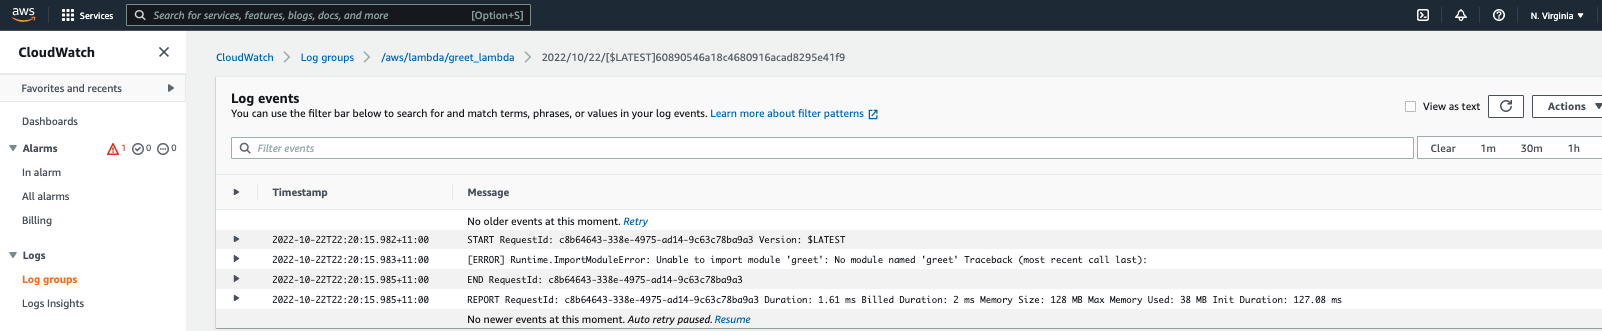 aws Services Search for services, features, blogs, docs, and more [Option+S] N. Virginia
CloudWatch
Favorites and recents
Dashboards
Alarms 1 0 0
In alarm
All alarms
Billing
Logs
Log groups
Logs Insights
CloudWatch Log groups /aws/lambda/greet_lambda 2022/10/22/[$LATEST]60890546a18c4680916acad8295e41f9
Log events
You can use the filter bar below to search for and match terms, phrases, or values in your log events. Learn more about filter patterns
View as text Actions
Filter events Clear 1m 30m 1h
Timestamp Message
No older events at this moment. Retry
2022-10-22T22:20:15.982+11:00 START RequestId: c8b64643-338e-4975-ad14-9c63c78ba9a3 Version: $LATEST
2022-10-22T22:20:15.983+11:00 [ERROR] Runtime.ImportModuleError: Unable to import module 'greet': No module named 'greet' Traceback (most recent call last):
2022-10-22T22:20:15.985+11:00 END RequestId: c8b64643-338e-4975-ad14-9c63c78ba9a3
2022-10-22T22:20:15.985+11:00 REPORT RequestId: c8b64643-338e-4975-ad14-9c63c78ba9a3 Duration: 1.61 ms Billed Duration: 2 ms Memory Size: 128 MB Max Memory Used: 38 MB Init Duration: 127.08 ms
No newer events at this moment. Auto retry paused. Resume